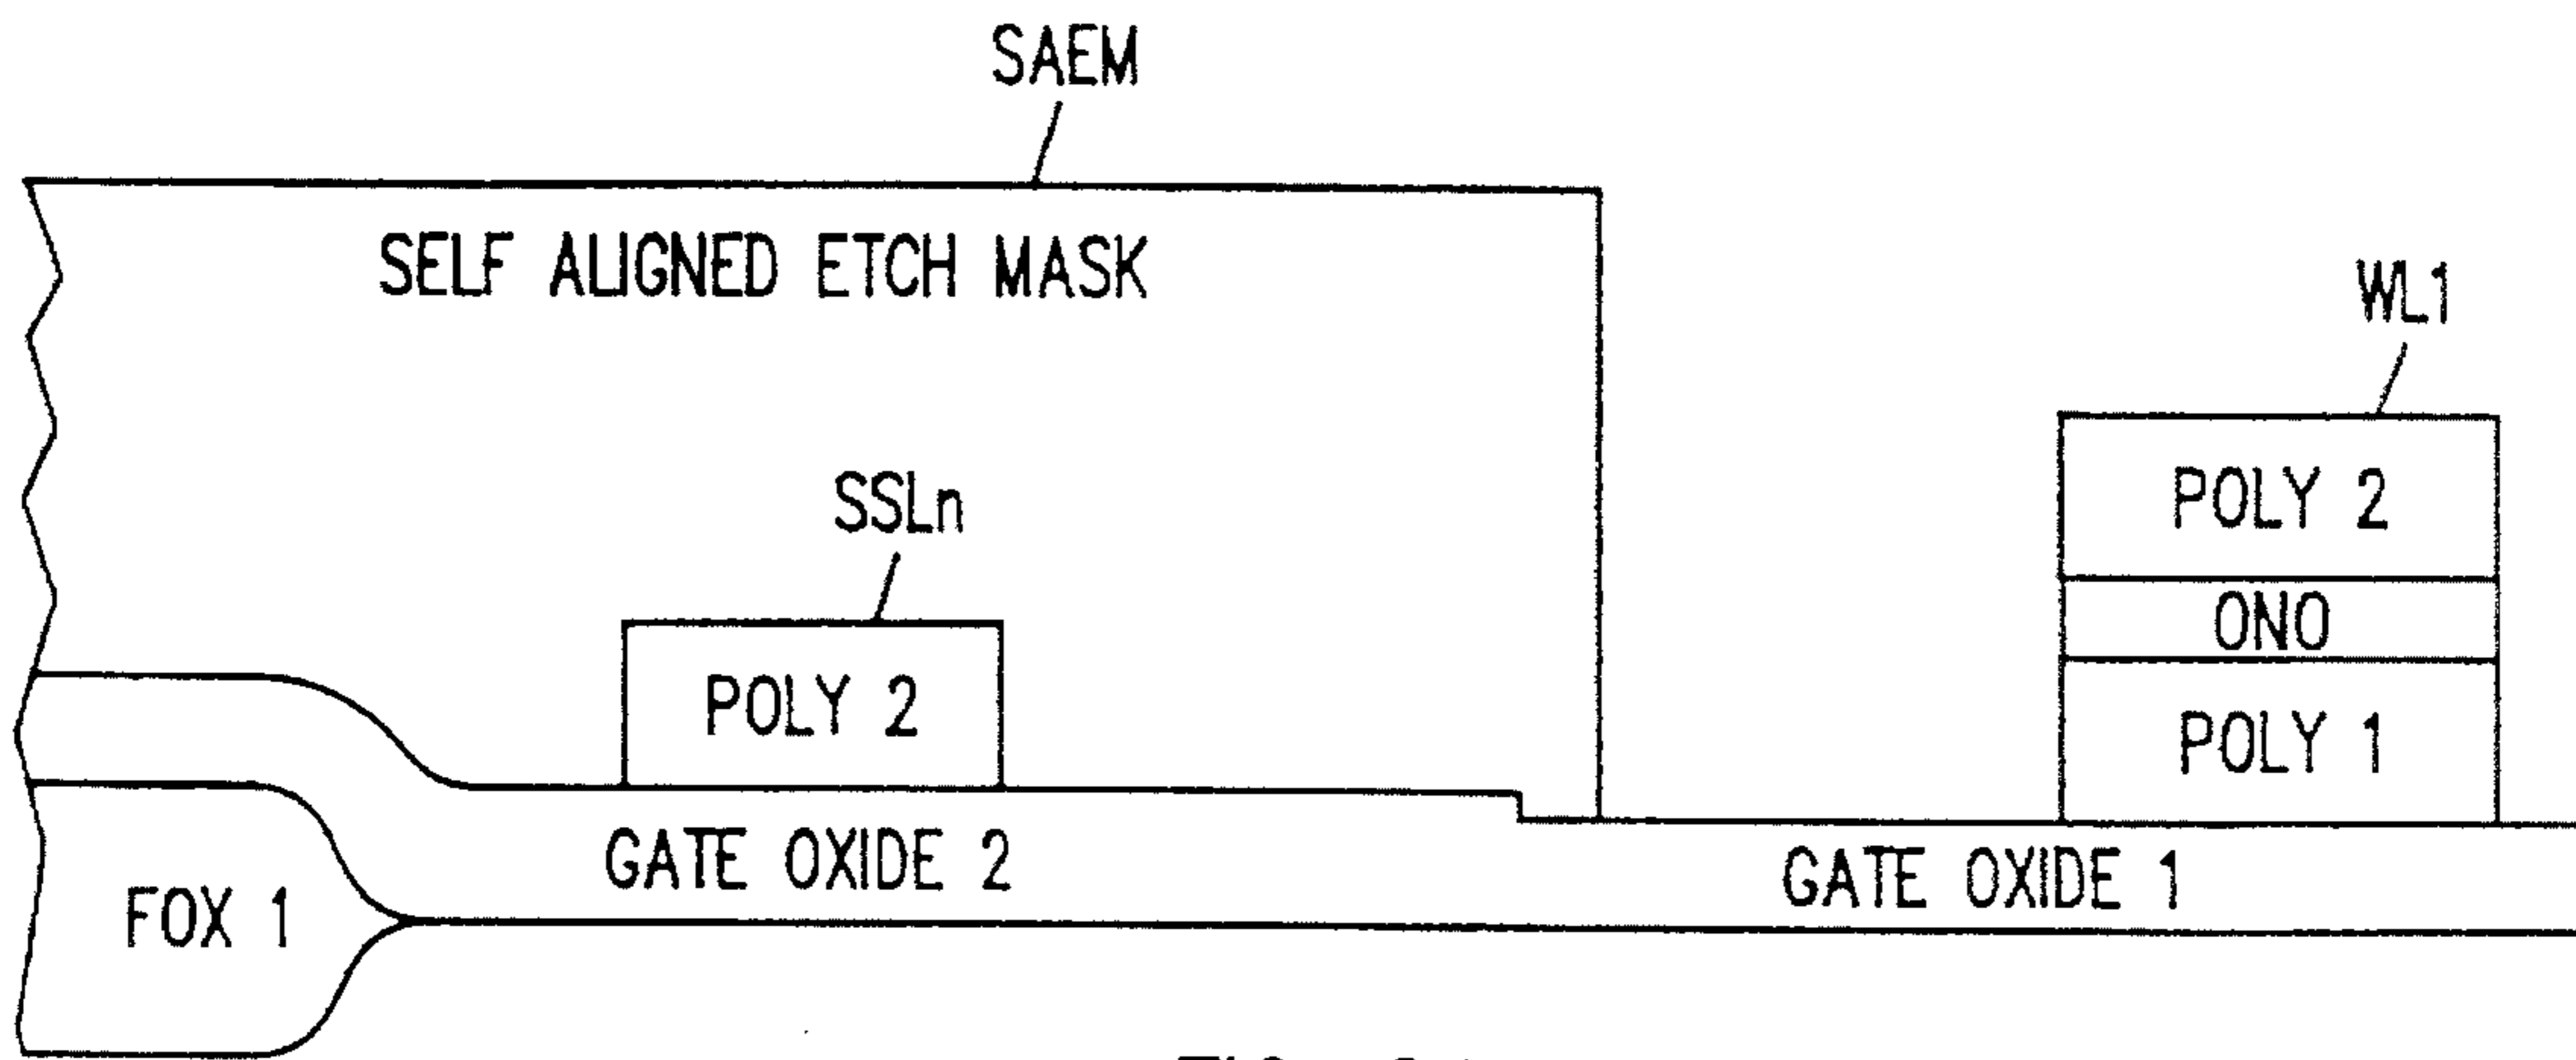 SAEM
SELF ALIGNED ETCH MASK
WL1
SSLn
POLY 2
POLY 2
ONO
POLY 1
GATE OXIDE 2
GATE OXIDE 1
FOX 1